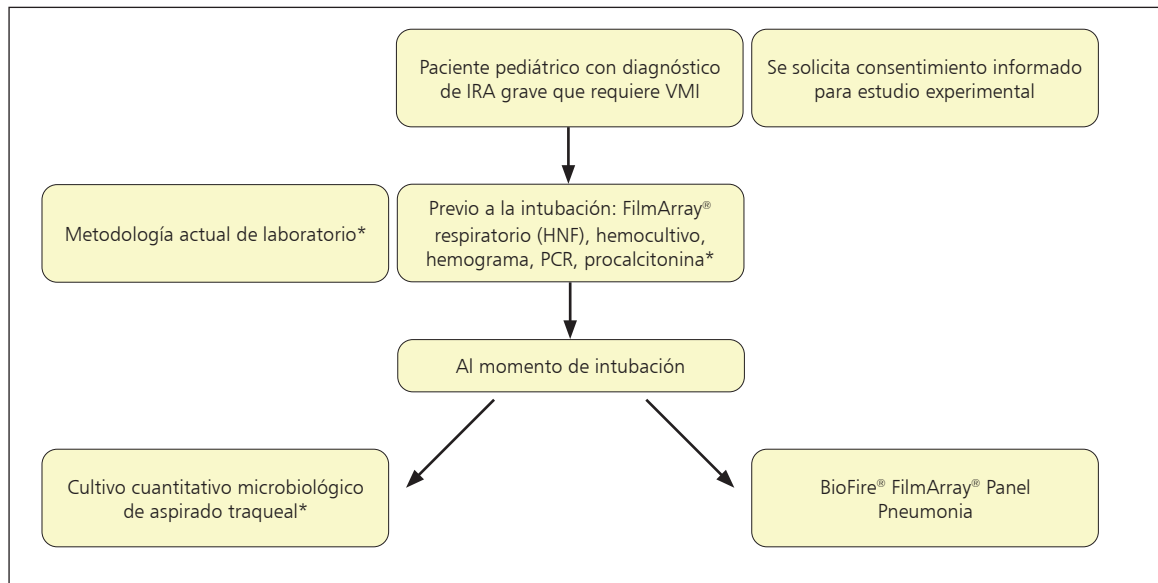 Paciente pediátrico con diagnóstico
de IRA grave que requiere VMI
Se solicita consentimiento informado
para estudio experimental
Metodología actual de laboratorio*
Previo a la intubación: FilmArray®
respiratorio (HNF), hemocultivo,
hemograma, PCR, procalcitonina*
Al momento de intubación
Cultivo cuantitativo microbiológico
de aspirado traqueal*
BioFire® FilmArray® Panel
Pneumonia